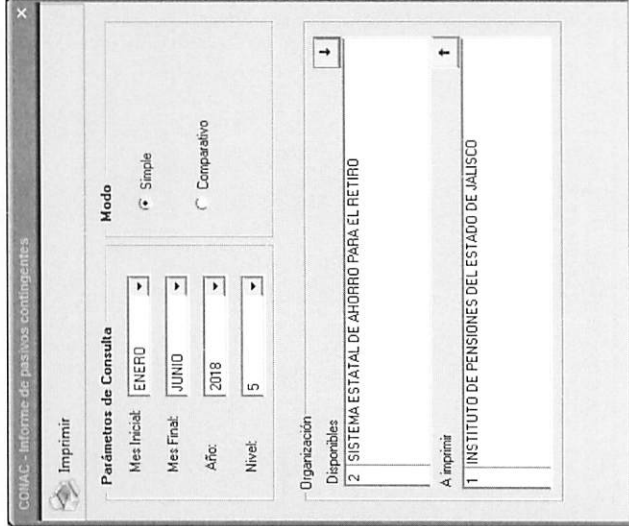 CONAC - Informe de pasivos contingentes
Imprimir
Parámetros de Consulta
Mes Inicial: ENERO
Mes Final: JUNIO
Año: 2018
Nivel: 5
Modo
Simple
Comparativo
Organización
Disponibles
2 SISTEMA ESTATAL DE AHORRO PARA EL RETIRO
A imprimir
1 INSTITUTO DE PENSIONES DEL ESTADO DE JALISCO